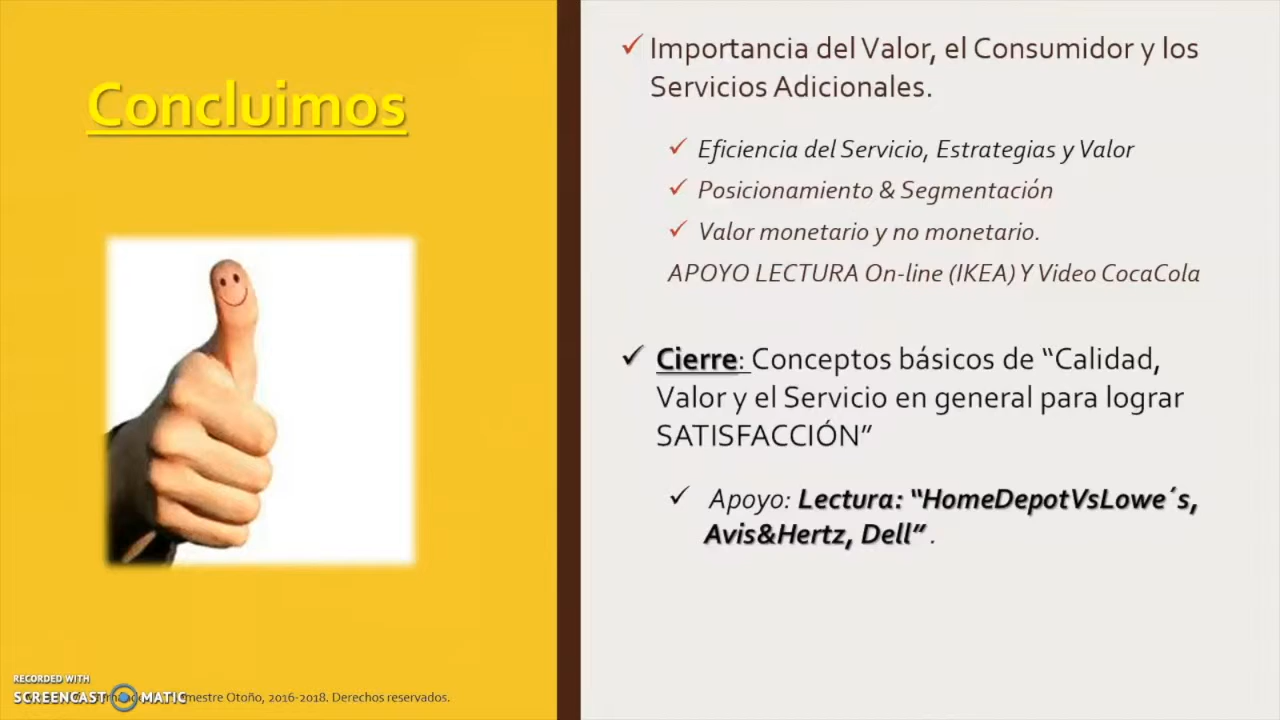 Concluimos
Importancia del Valor, el Consumidor y los
Servicios Adicionales.
Eficiencia del Servicio, Estrategias y Valor
Posicionamiento & Segmentación
Valor monetario y no monetario.
APOYO LECTURA On-line (IKEA) Y Video CocaCola
Cierre: Conceptos básicos de “Calidad,
Valor y el Servicio en general para lograr
SATISFACCIÓN”
Apoyo: Lectura: “HomeDepotVsLowe´s,
Avis&Hertz, Dell” .
RECORDED WITH
SCREENCAST MATIC
Otoño, 2016-2018. Derechos reservados.